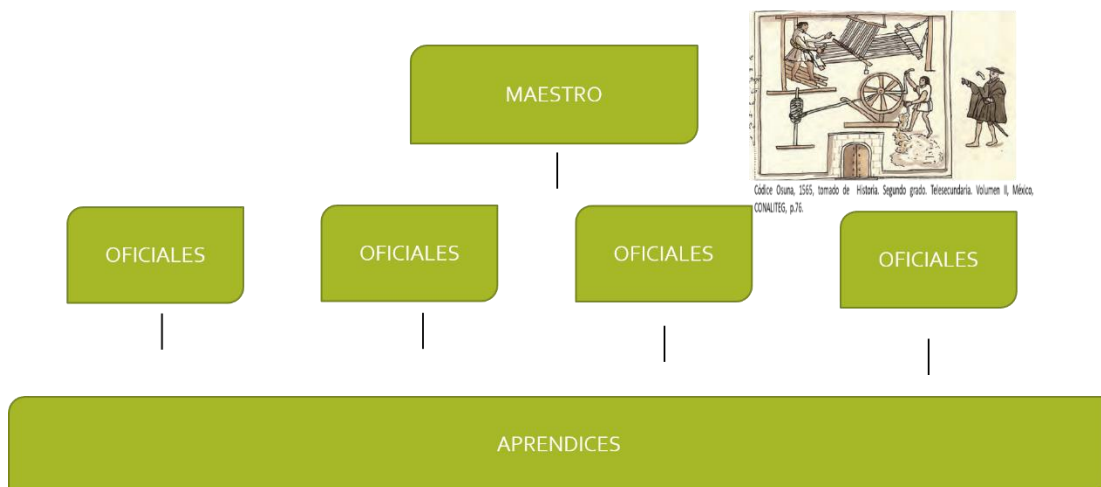 MAESTRO
Códice Osuna, 1565, tomado de Historia. Segundo grado. Telesecundaria. Volumen II, México,
CONALITEG, p.76.
OFICIALES
OFICIALES
OFICIALES
OFICIALES
APRENDICES